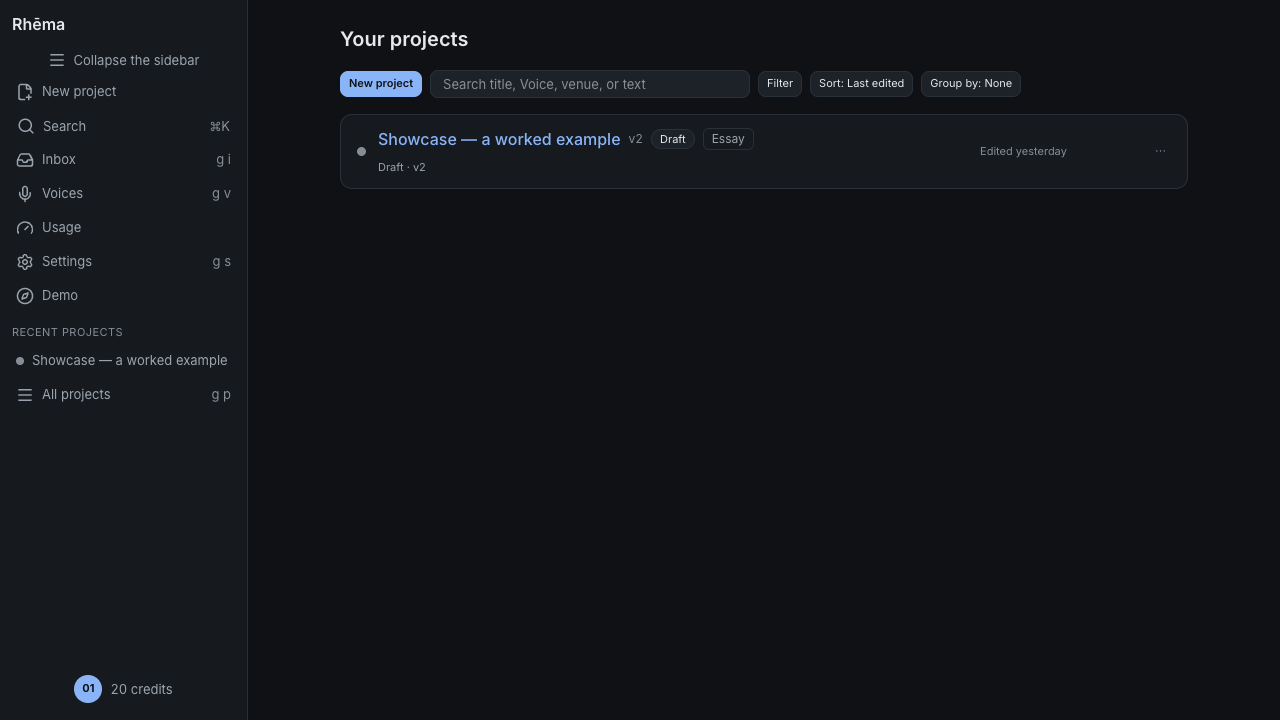 Rhēma
Collapse the sidebar
New project
Search ⌘K
Inbox g i
Voices g v
Usage
Settings g s
Demo
RECENT PROJECTS
Showcase — a worked example
All projects g p
01 20 credits
Your projects
New project Search title, Voice, venue, or text Filter Sort: Last edited Group by: None
Showcase — a worked example v2 Draft Essay
Draft · v2
Edited yesterday ···